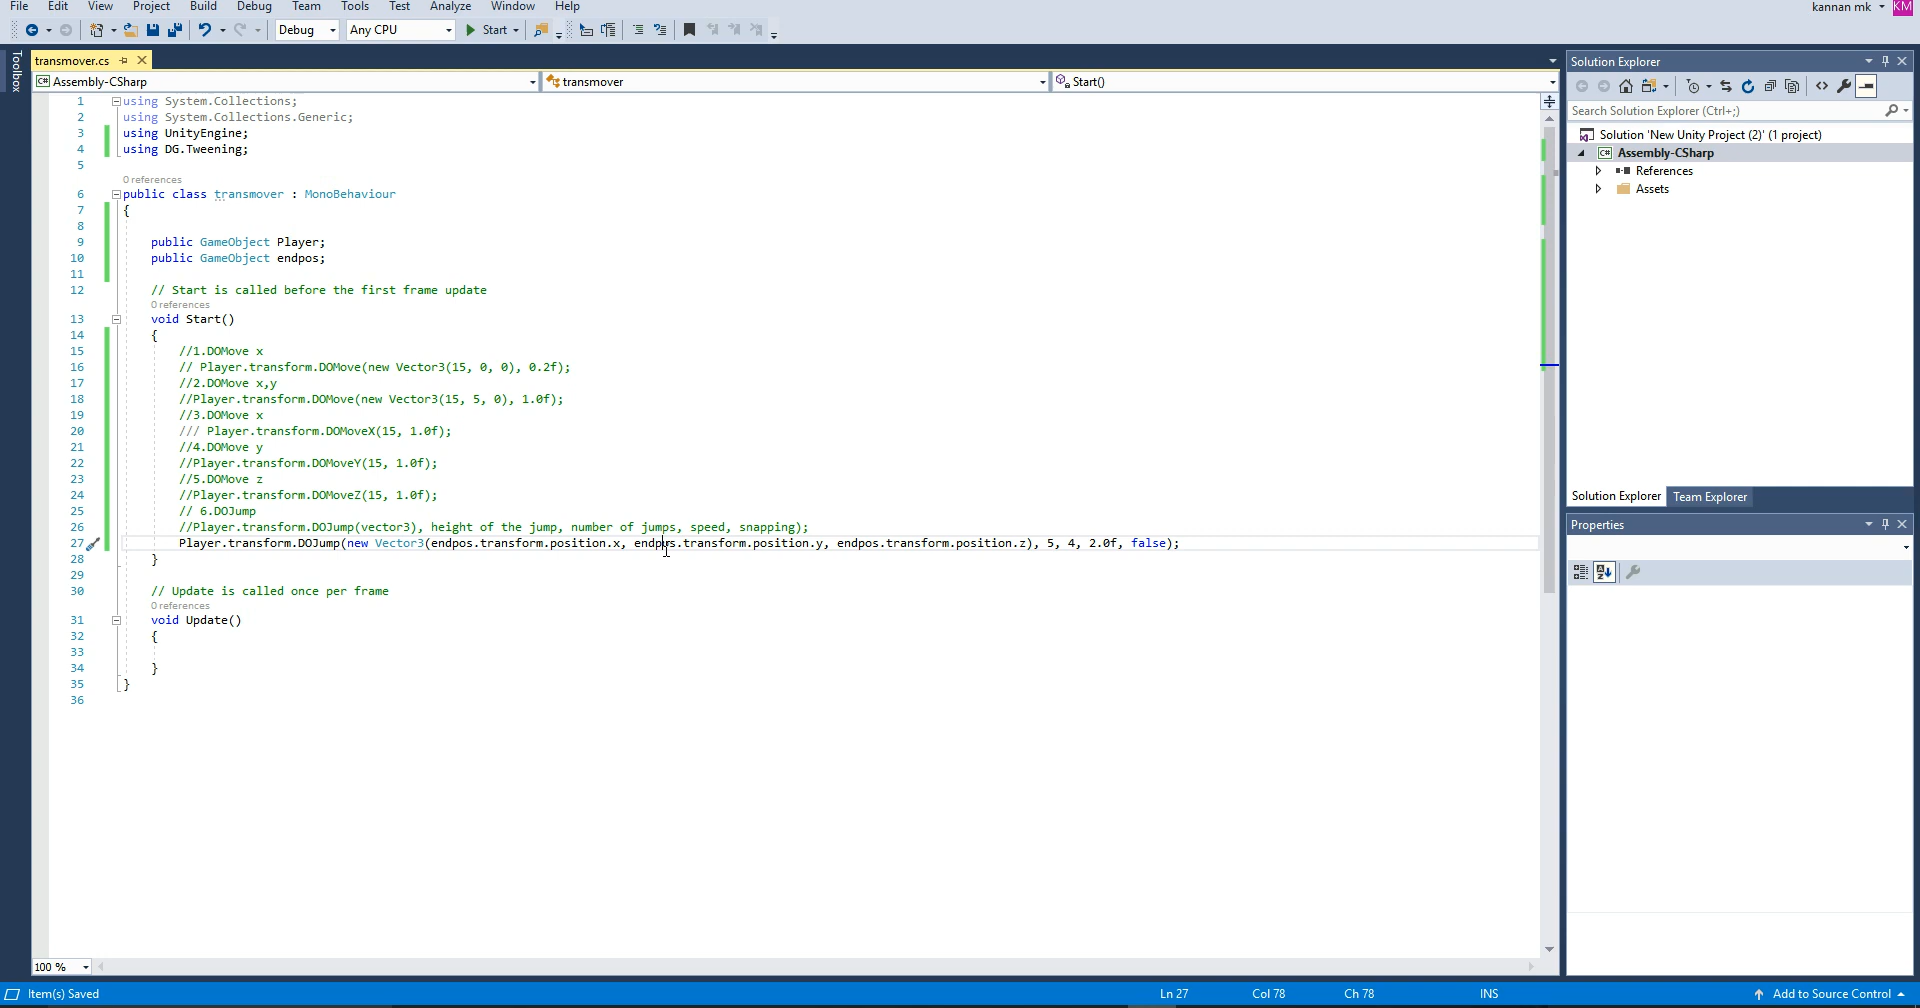 File Edit View Project Build Debug Team Tools Test Analyze Window Help
kannan mk KM
Debug Any CPU Start
Toolbox
transmover.cs
Assembly-CSharp transmover Start()
1 using System.Collections;
2 using System.Collections.Generic;
3 using UnityEngine;
4 using DG.Tweening;
5
0 references
6 public class transmover : MonoBehaviour
7 {
8
9 public GameObject Player;
10 public GameObject endpos;
11
12 // Start is called before the first frame update
0 references
13 void Start()
14 {
15 //1.DOMove x
16 // Player.transform.DOMove(new Vector3(15, 0, 0), 0.2f);
17 //2.DOMove x,y
18 //Player.transform.DOMove(new Vector3(15, 5, 0), 1.0f);
19 //3.DOMove x
20 /// Player.transform.DOMoveX(15, 1.0f);
21 //4.DOMove y
22 //Player.transform.DOMoveY(15, 1.0f);
23 //5.DOMove z
24 //Player.transform.DOMoveZ(15, 1.0f);
25 // 6.DOJump
26 //Player.transform.DOJump(vector3), height of the jump, number of jumps, speed, snapping);
27 Player.transform.DOJump(new Vector3(endpos.transform.position.x, endpos.transform.position.y, endpos.transform.position.z), 5, 4, 2.0f, false);
28 }
29
30 // Update is called once per frame
0 references
31 void Update()
32 {
33
34 }
35 }
36
100 %
Solution Explorer
Search Solution Explorer (Ctrl+;)
Solution 'New Unity Project (2)' (1 project)
C# Assembly-CSharp
References
Assets
Solution Explorer Team Explorer
Properties
Item(s) Saved Ln 27 Col 78 Ch 78 INS Add to Source Control